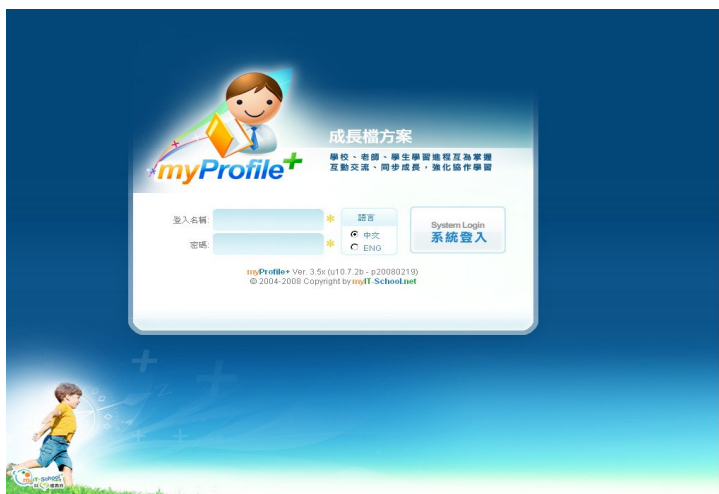 成長檔方案
myProfile+
學校、老師、學生學習進程互為掌握
互動交流、同步成長，強化協作學習
登入名稱:
*
語言
中文
ENG
密碼:
*
System Login
系統登入
myProfile+ Ver. 3.5x (u10.7.2b - p20080219)
© 2004-2008 Copyright by myIT-School.net
myIT-School